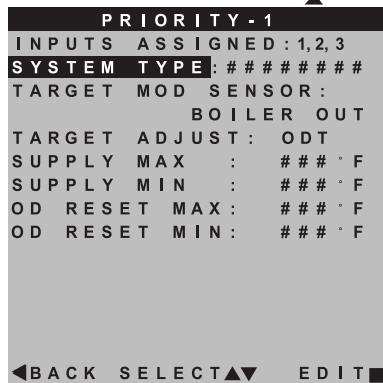 PRIORITY-1
INPUTS ASSIGNED:1,2,3
SYSTEM TYPE:########
TARGET MOD SENSOR:
BOILER OUT
TARGET ADJUST: ODT
SUPPLY MAX : ###°F
SUPPLY MIN : ###°F
OD RESET MAX: ###°F
OD RESET MIN: ###°F
◀BACK SELECT▲▼ EDIT■